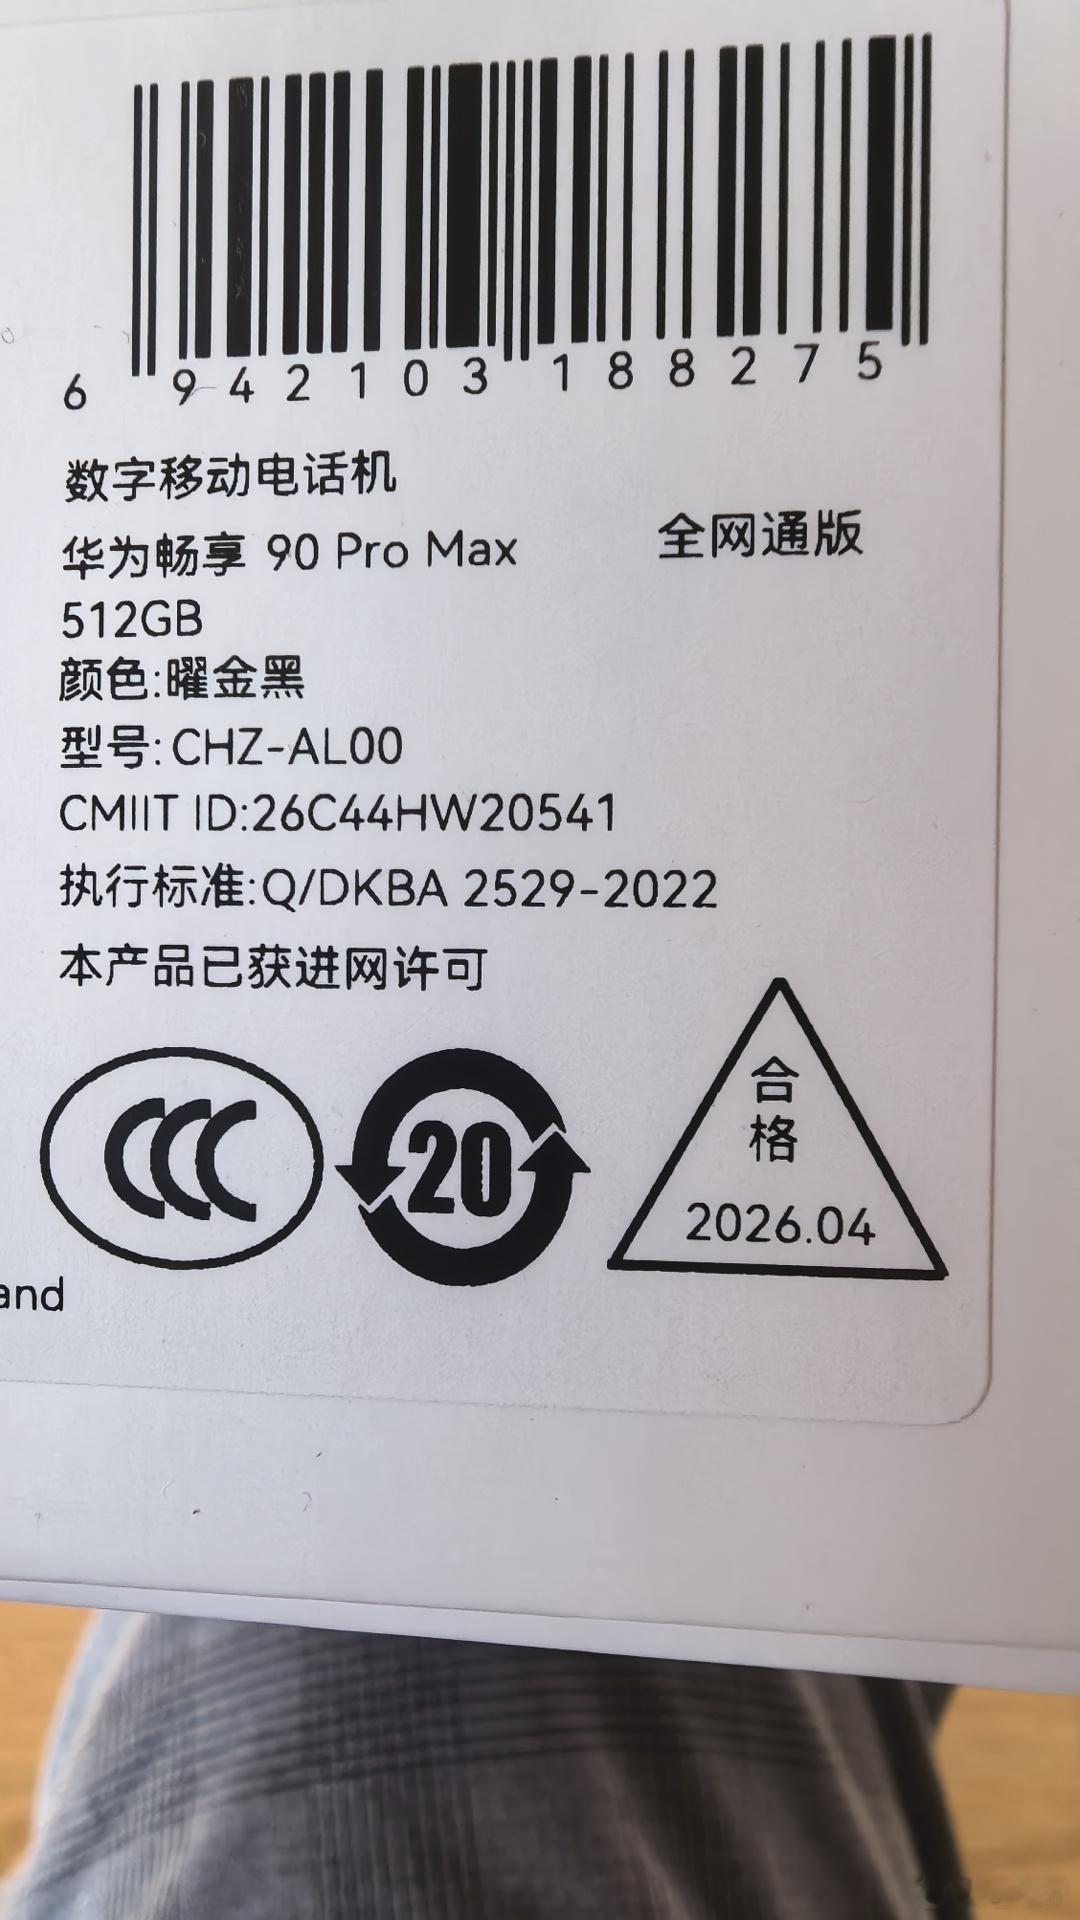 6 942103 188275
数字移动电话机
华为畅享 90 Pro Max 全网通版
512GB
颜色:曜金黑
型号:CHZ-AL00
CMIIT ID:26C44HW20541
执行标准:Q/DKBA 2529-2022
本产品已获进网许可
CCC
20
合
格
2026.04
and